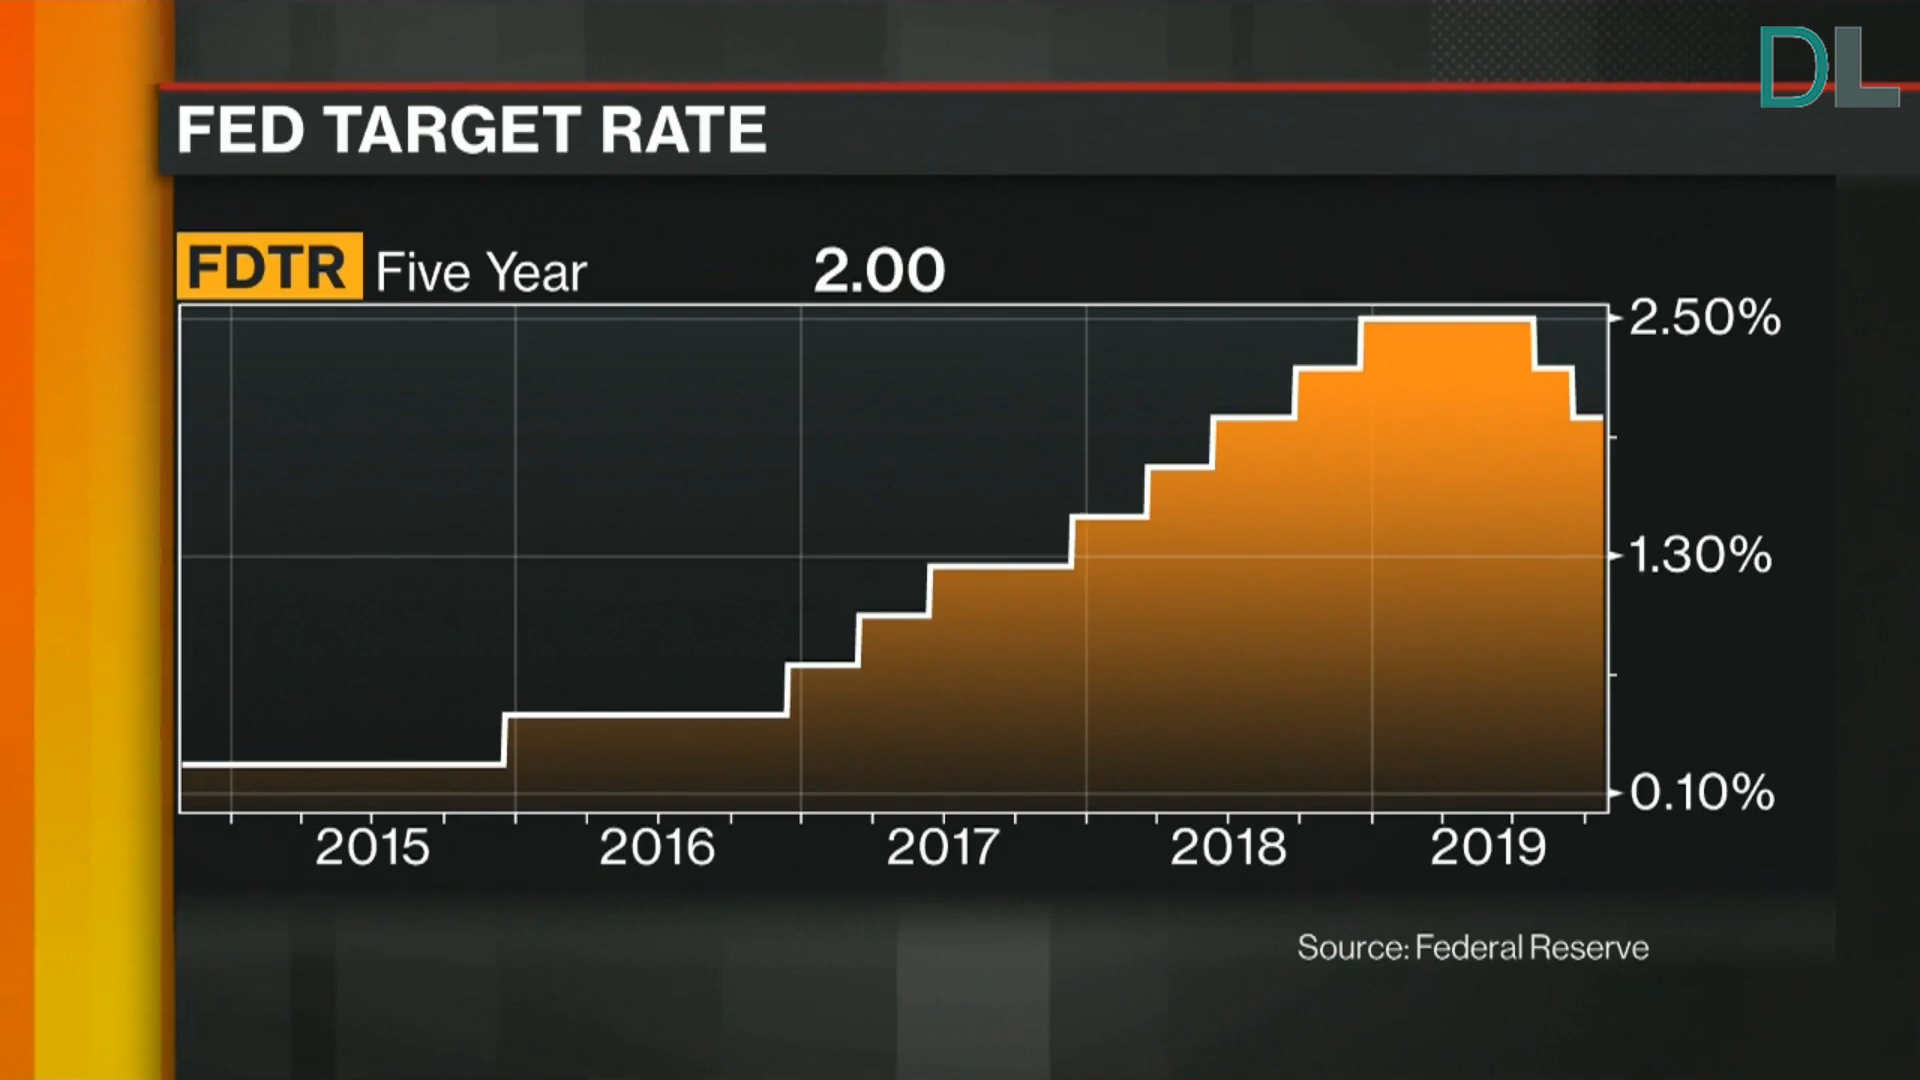 DL
FED TARGET RATE
FDTR Five Year 2.00
2.50%
1.30%
0.10%
2015 2016 2017 2018 2019
Source: Federal Reserve